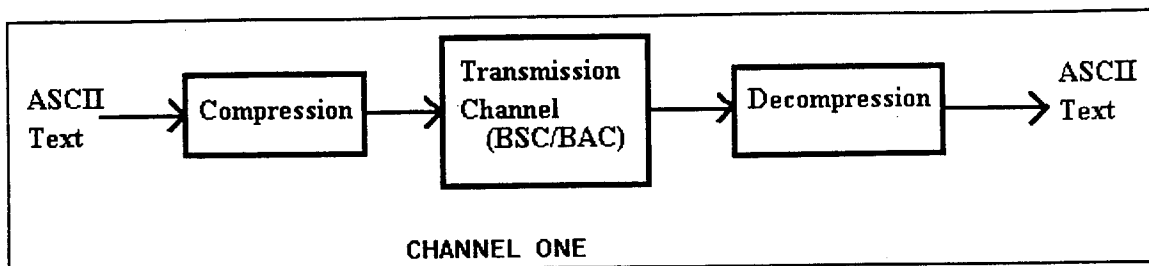 ASCII
Text
Compression
Transmission
Channel
(BSC/BAC)
Decompression
ASCII
Text
CHANNEL ONE